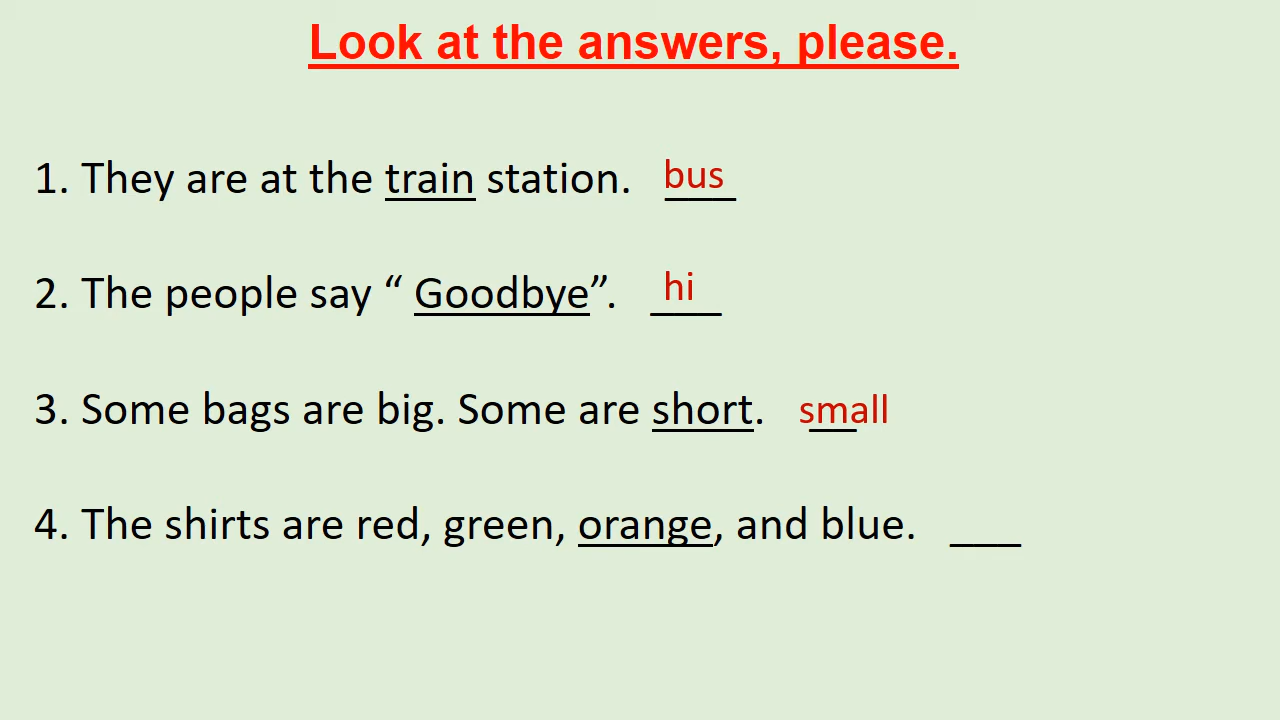 Look at the answers, please.
1. They are at the train station. bus
2. The people say “ Goodbye”. hi
3. Some bags are big. Some are short. small
4. The shirts are red, green, orange, and blue. ___